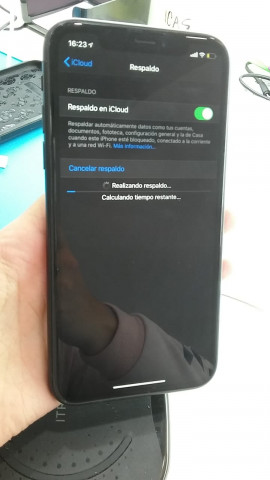 16:23
iCloud
Respaldo
RESPALDO
Respaldo en iCloud
Respaldar automáticamente datos como tus cuentas,
documentos, fototeca, configuración general y la de Casa
cuando este iPhone está bloqueado, conectado a la corriente
y a una red Wi-Fi. Más información...
Cancelar respaldo
Realizando respaldo...
Calculando tiempo restante...